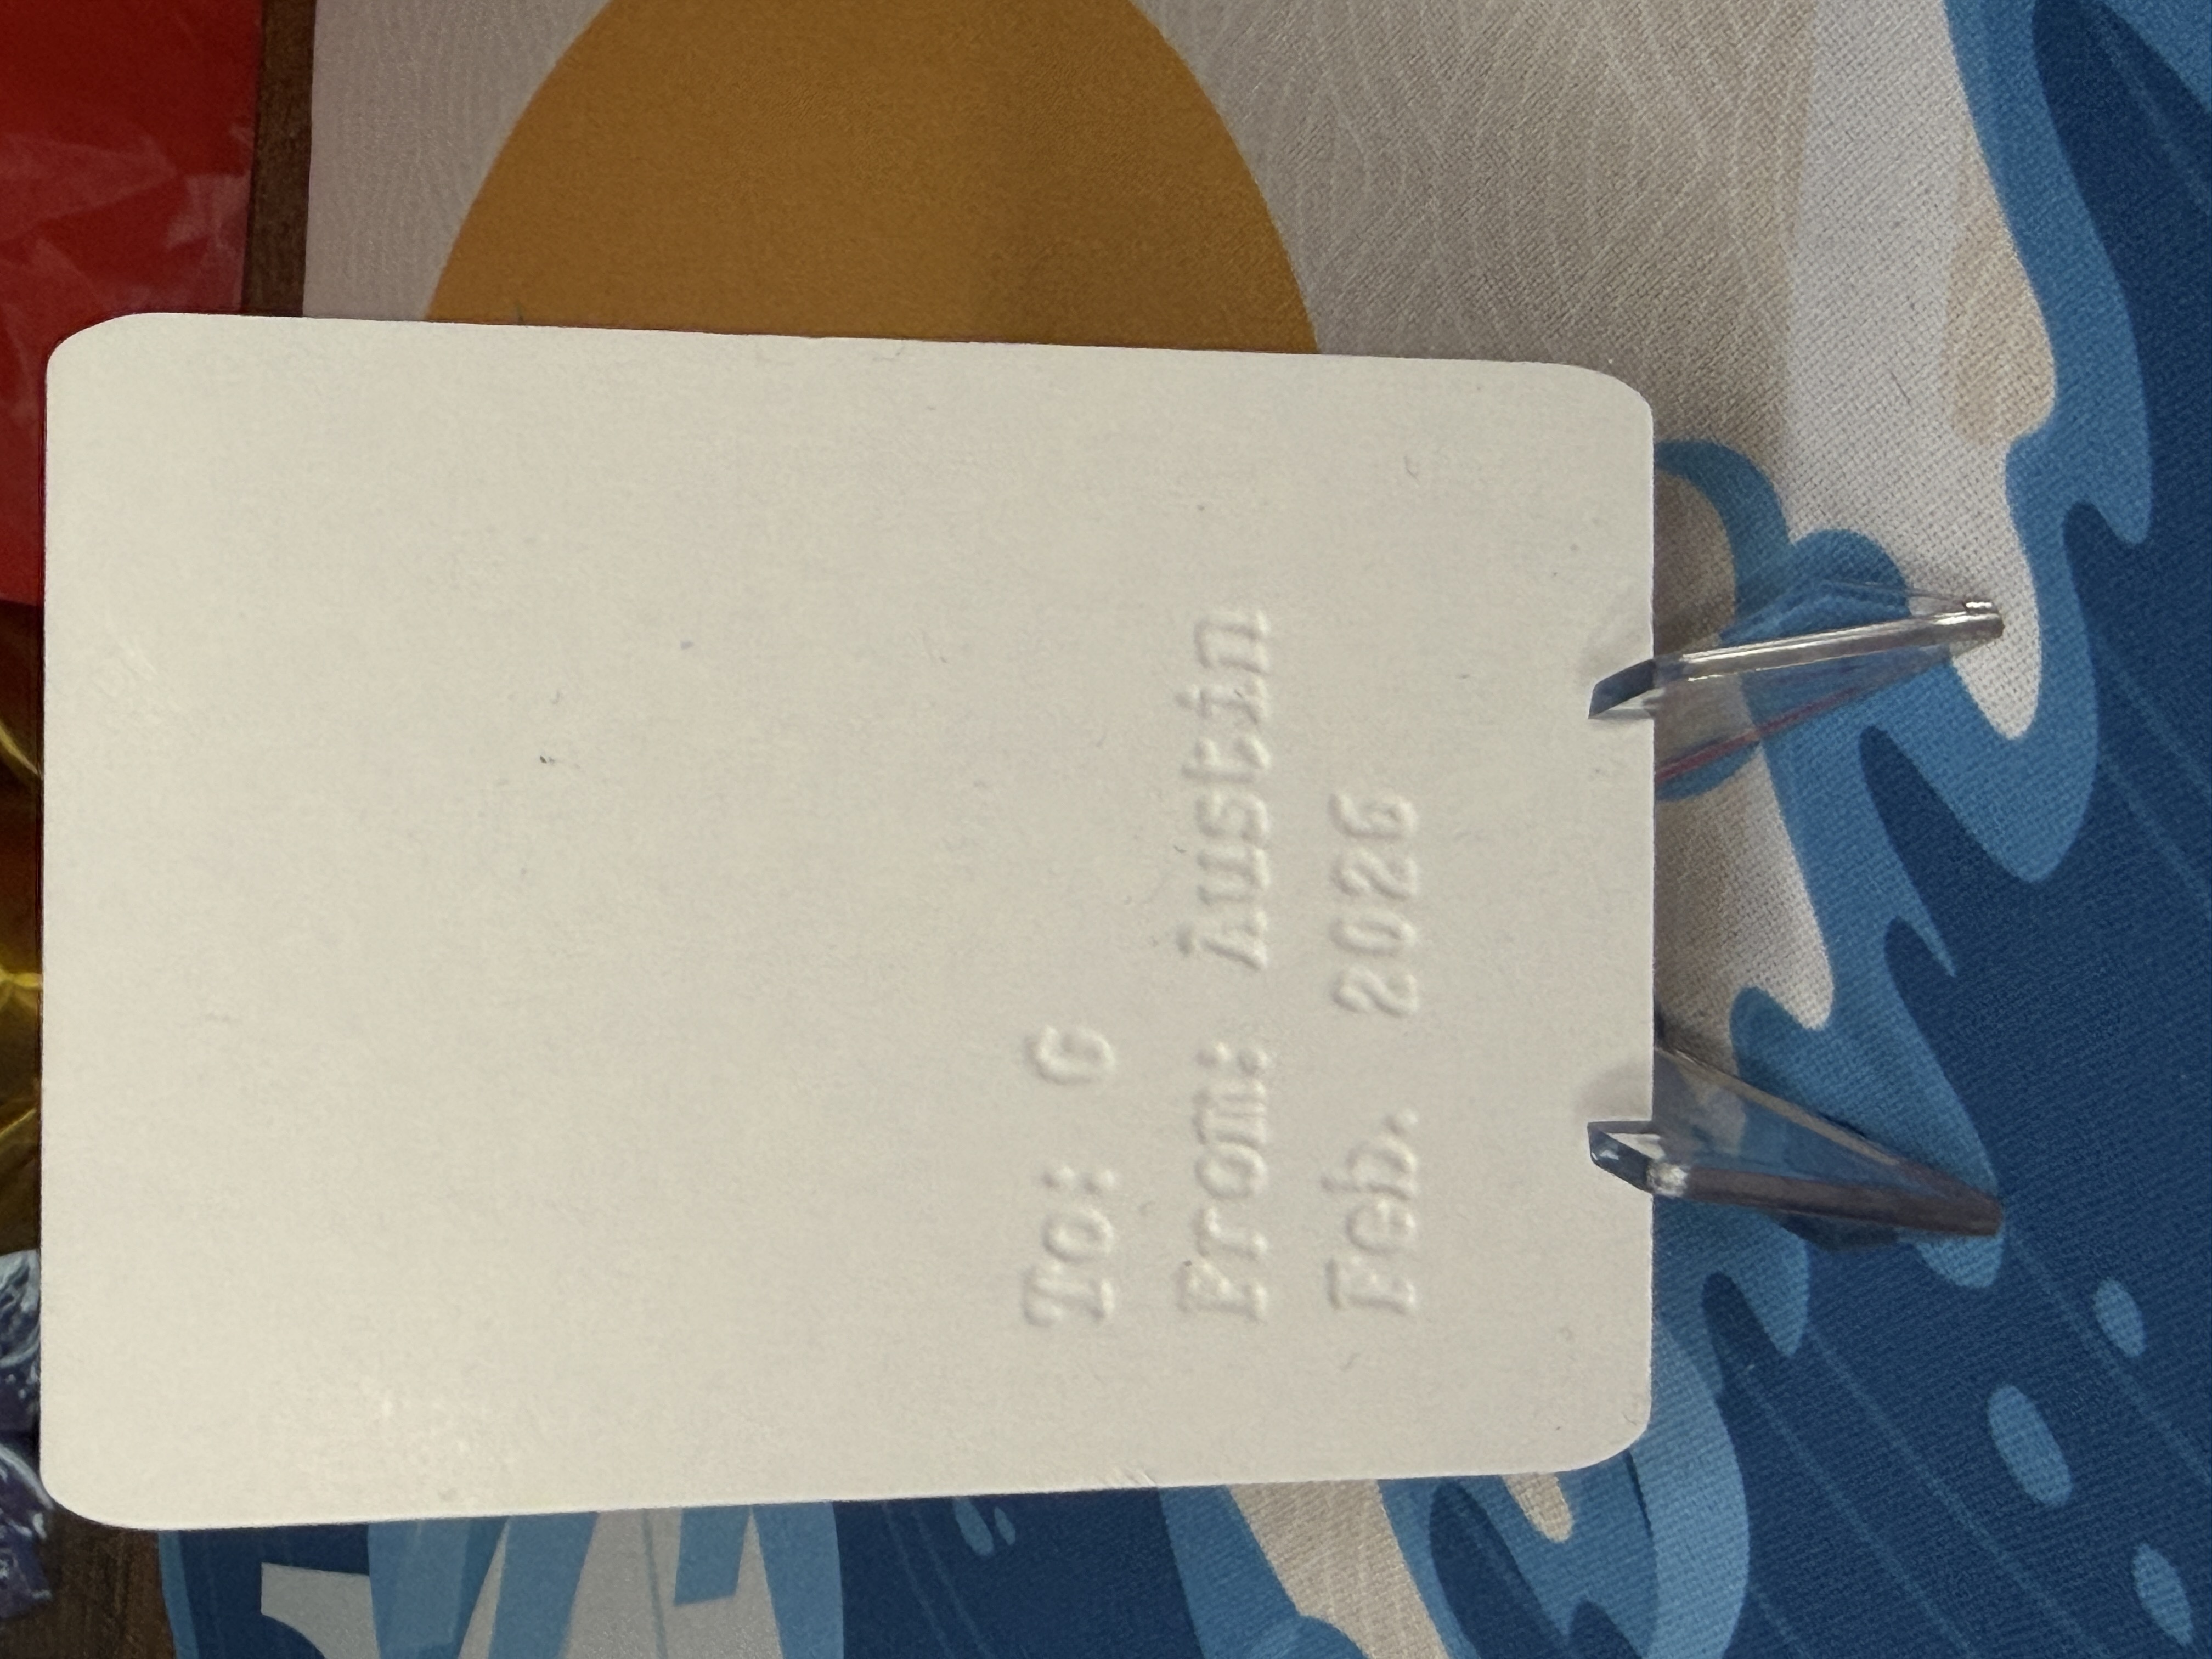 To: G
From: Austin
Feb. 2026